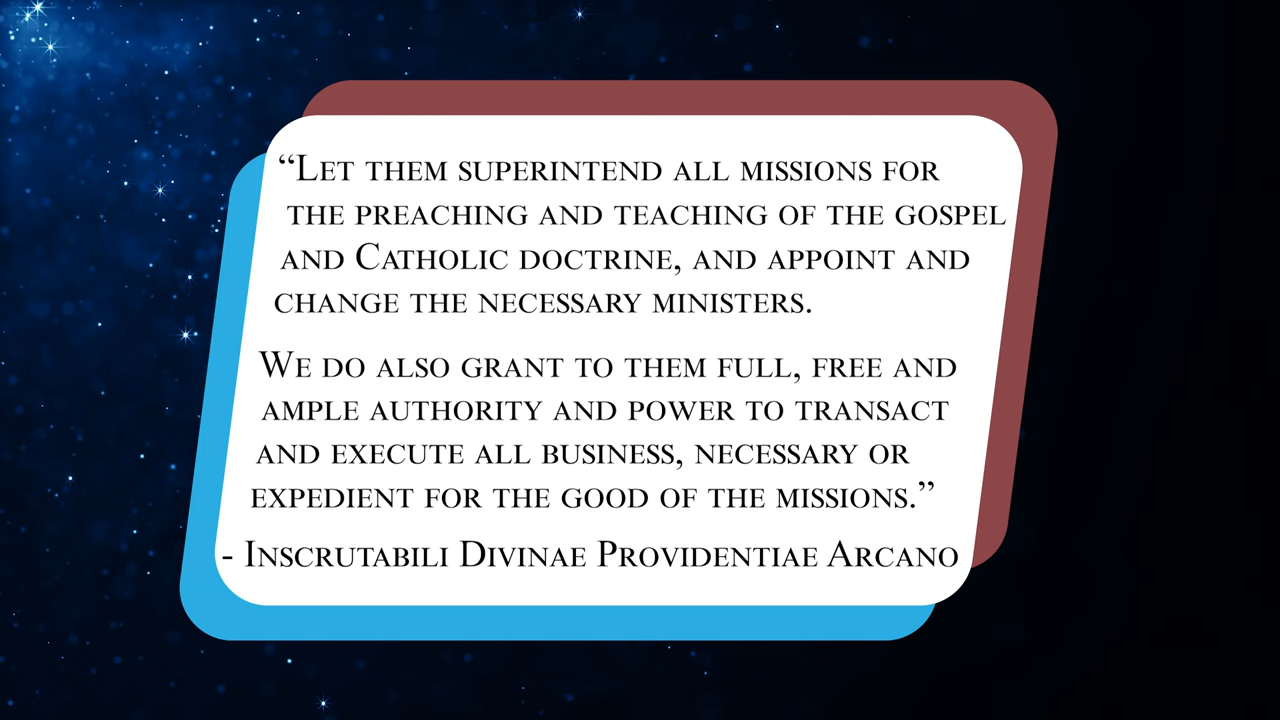 “Let them superintend all missions for
the preaching and teaching of the gospel
and Catholic doctrine, and appoint and
change the necessary ministers.
We do also grant to them full, free and
ample authority and power to transact
and execute all business, necessary or
expedient for the good of the missions.”
- Inscrutabili Divinae Providentiae Arcano